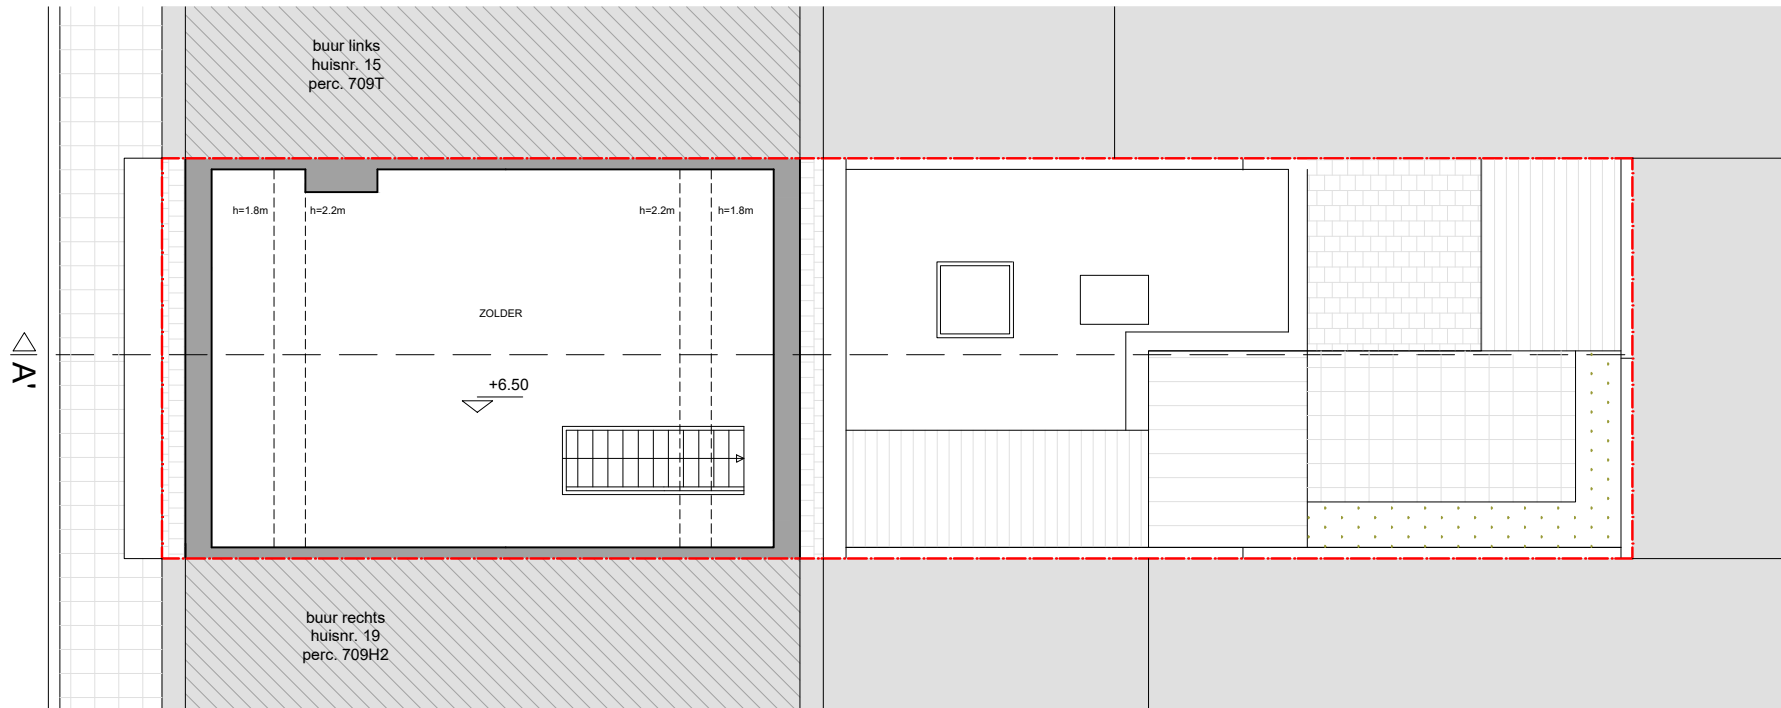 buur links
huisnr. 15
perc. 709T
h=1.8m
h=2.2m
h=2.2m
h=1.8m
ZOLDER
A'
+6.50
buur rechts
huisnr. 19
perc. 709H2